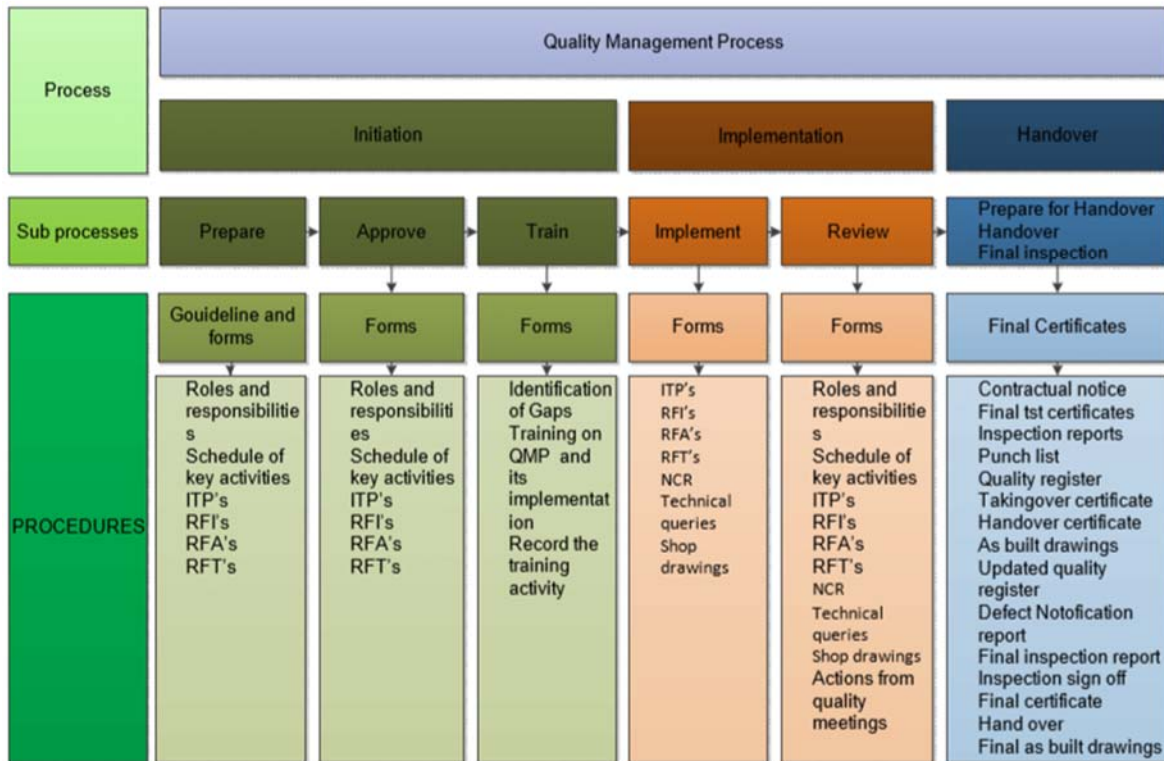 Process
Quality Management Process
Initiation
Implementation
Handover
Sub processes
Prepare
Approve
Train
Implement
Review
Prepare for Handover
Handover
Final inspection
PROCEDURES
Gouideline and
forms
Forms
Forms
Forms
Forms
Final Certificates
Roles and
responsibilitie
s
Schedule of
key activities
ITP's
RFI's
RFA's
RFT's
Roles and
responsibiliti
es
Schedule of
key activities
ITP's
RFI's
RFA's
RFT's
Identification
of Gaps
Training on
QMP and
its
implementat
ion
Record the
training
activity
ITP's
RFI's
RFA's
RFT's
NCR
Technical
queries
Shop
drawings
Roles and
responsibilitie
s
Schedule of
key activities
ITP's
RFI's
RFA's
RFT's
NCR
Technical
queries
Shop drawings
Actions from
quality
meetings
Contractual notice
Final tst certificates
Inspection reports
Punch list
Quality register
Takingover certificate
Handover certificate
As built drawings
Updated quality
register
Defect Notofication
report
Final inspection report
Inspection sign off
Final certificate
Hand over
Final as built drawings